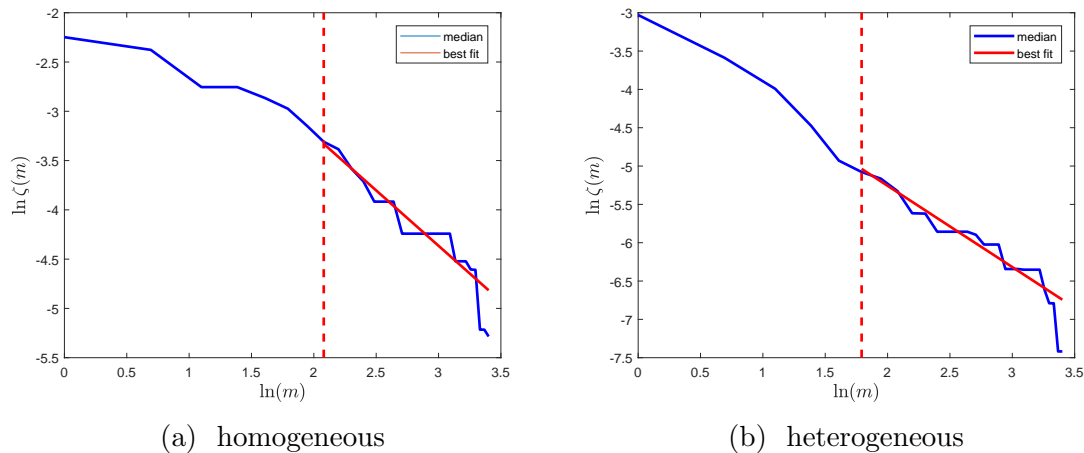 -2
-2.5
-3
-3.5
-4
-4.5
-5
-5.5
ln ζ(m)
median
best fit
0 0.5 1 1.5 2 2.5 3 3.5
ln(m)
(a) homogeneous
-3
-3.5
-4
-4.5
-5
-5.5
-6
-6.5
-7
-7.5
ln ζ(m)
median
best fit
0 0.5 1 1.5 2 2.5 3 3.5
ln(m)
(b) heterogeneous